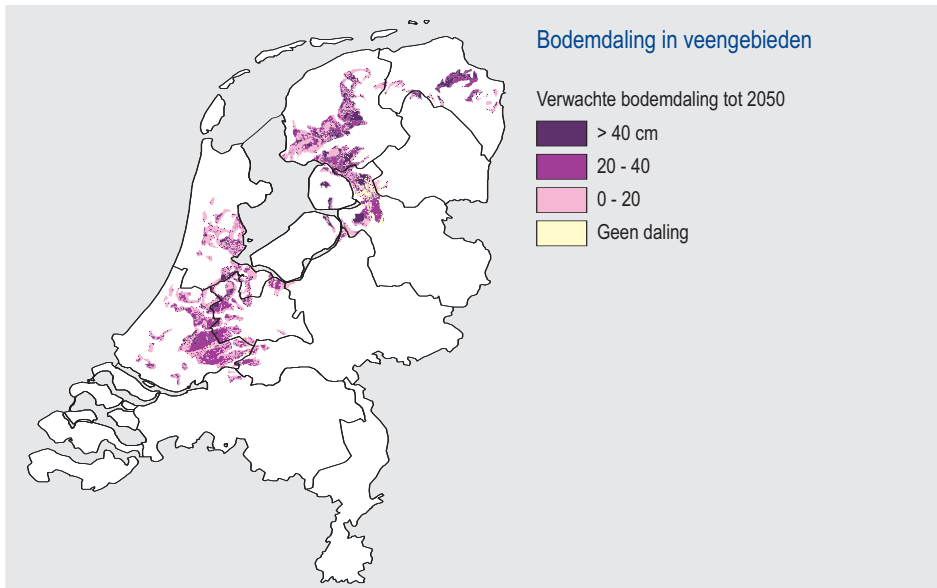 Bodemdaling in veengebieden
Verwachte bodemdaling tot 2050
> 40 cm
20 - 40
0 - 20
Geen daling